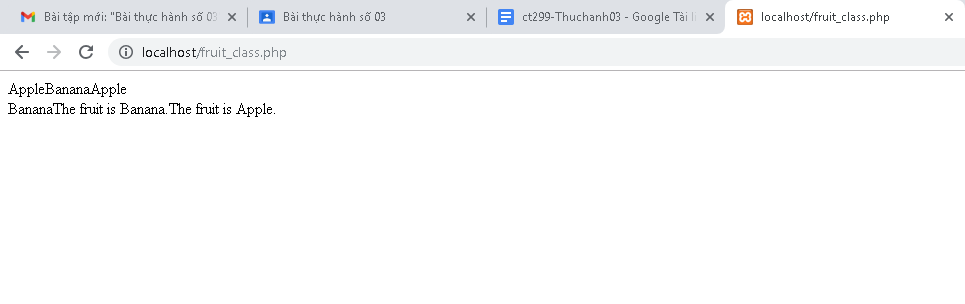 Bài tập mới: "Bài thực hành số 03
Bài thực hành số 03
ct299-Thuchanh03 - Google Tài li
localhost/fruit_class.php
localhost/fruit_class.php
AppleBananaApple
BananaThe fruit is Banana.The fruit is Apple.